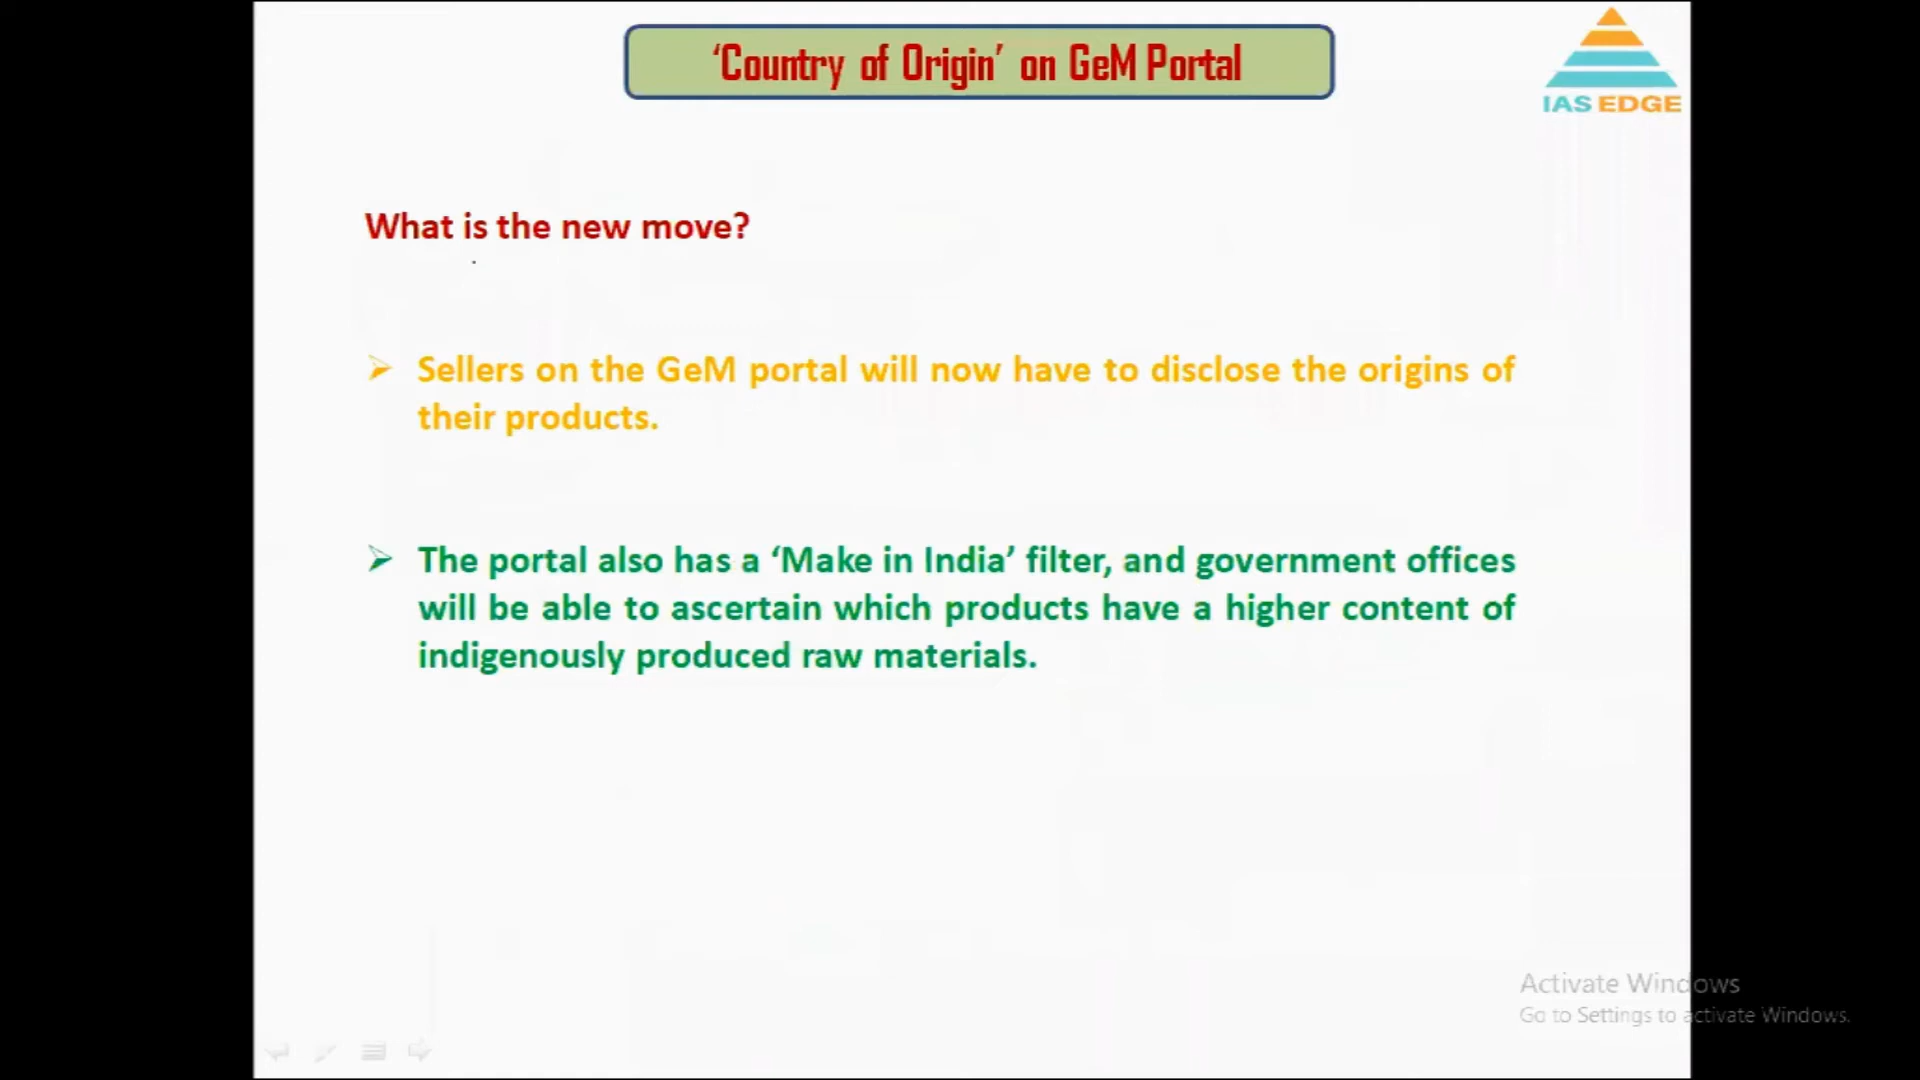 ‘Country of Origin’ on GeM Portal
IAS EDGE
What is the new move?
Sellers on the GeM portal will now have to disclose the origins of
their products.
The portal also has a ‘Make in India’ filter, and government offices
will be able to ascertain which products have a higher content of
indigenously produced raw materials.
Activate Windows
Go to Settings to activate Windows.